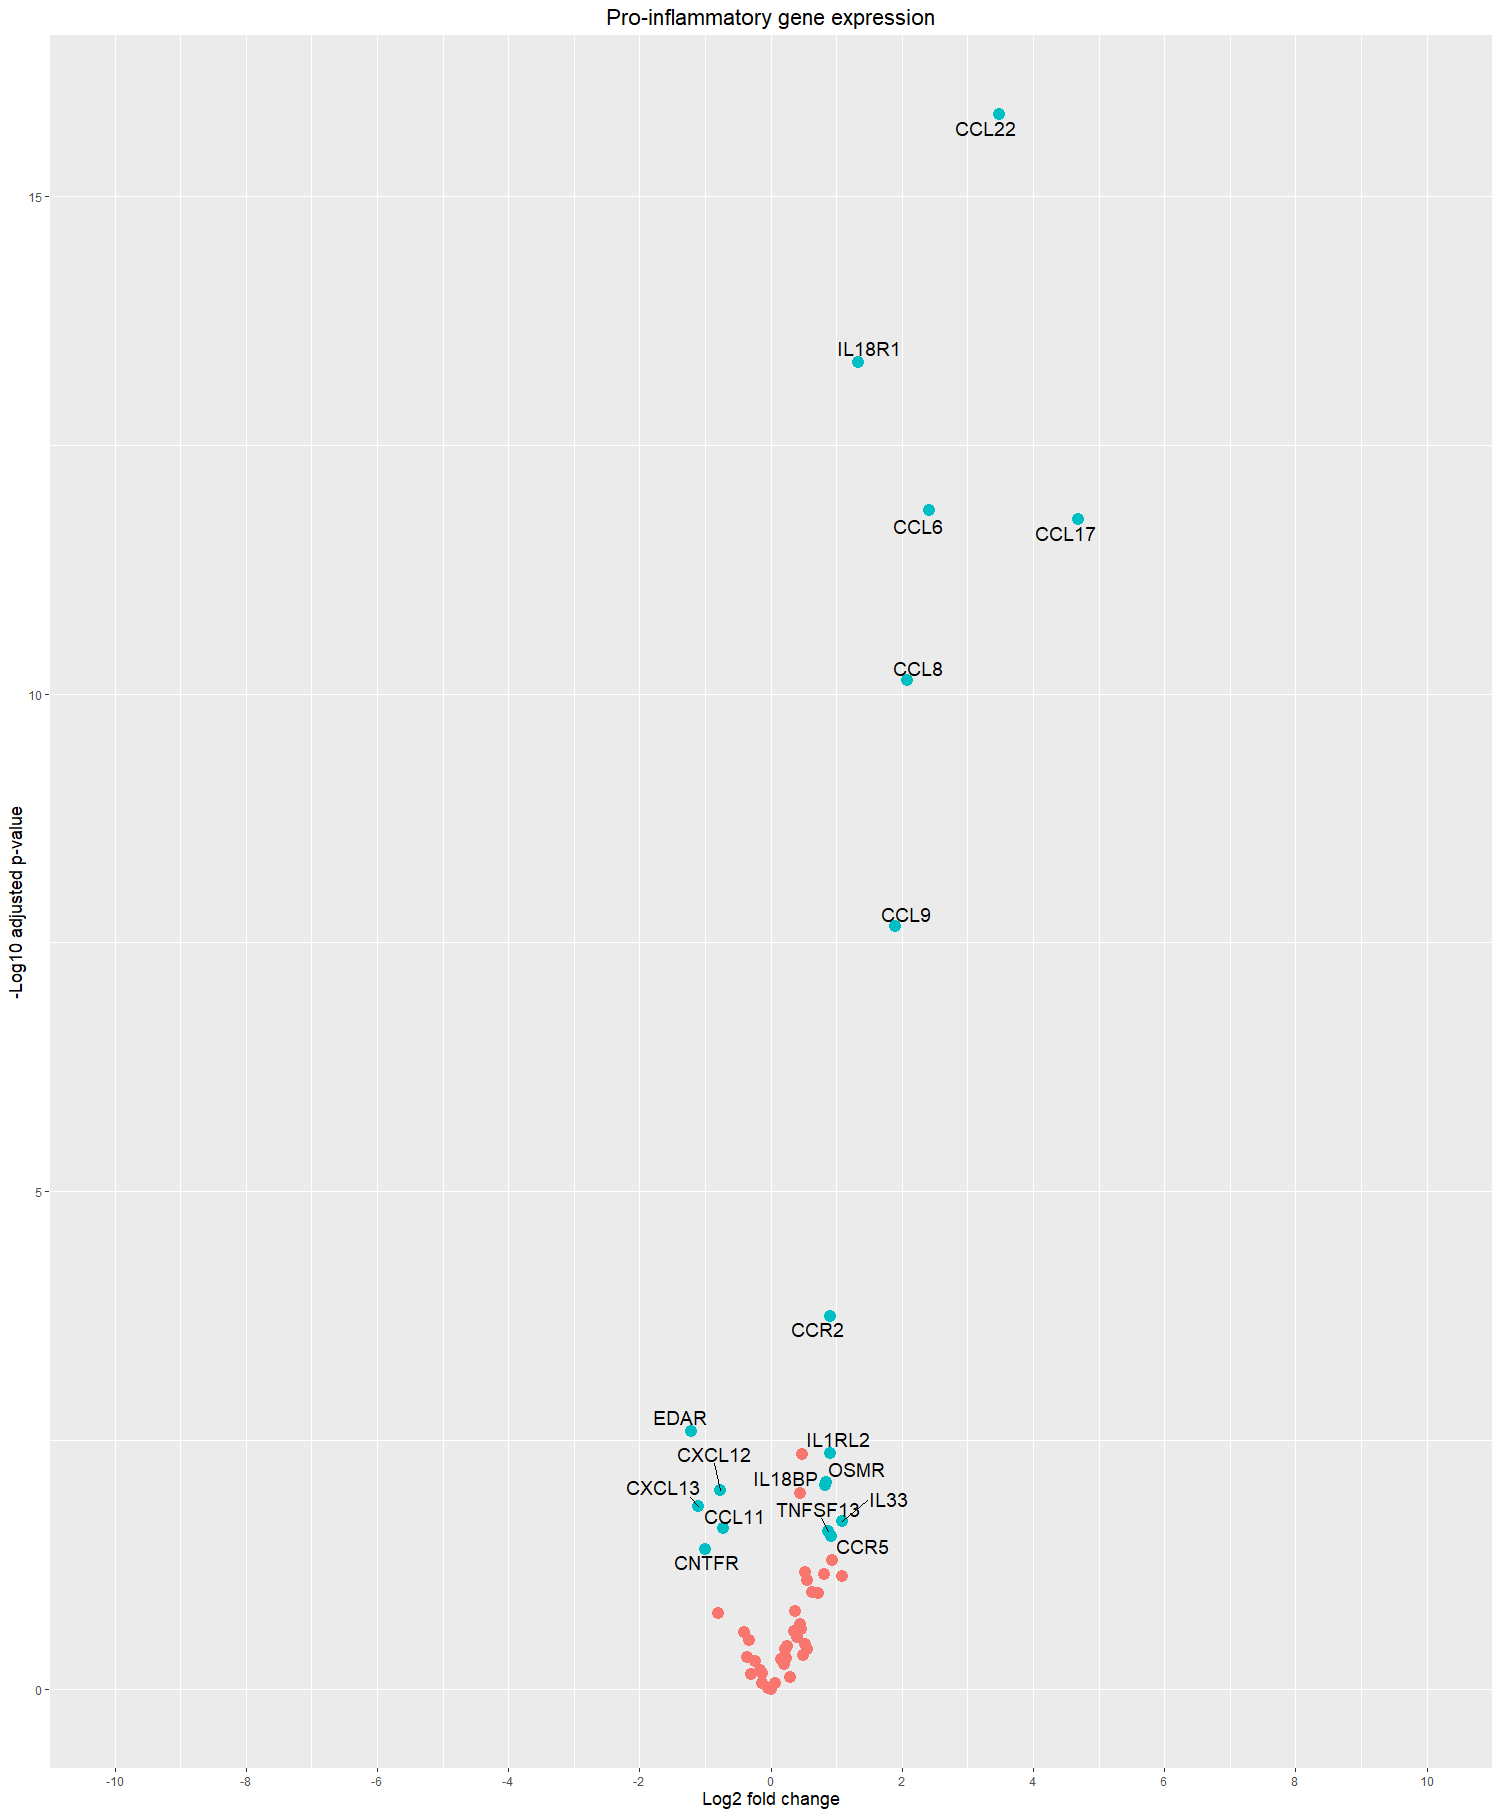 Pro-inflammatory gene expression
CCL22
15
IL18R1
CCL6
CCL17
CCL8
10
CCL9
-Log10 adjusted p-value
5
CCR2
EDAR
IL1RL2
CXCL12
OSMR
IL18BP
CXCL13
IL33
TNFSF13
CCL11
CCR5
CNTFR
0
-10 -8 -6 -4 -2 0 2 4 6 8 10
Log2 fold change